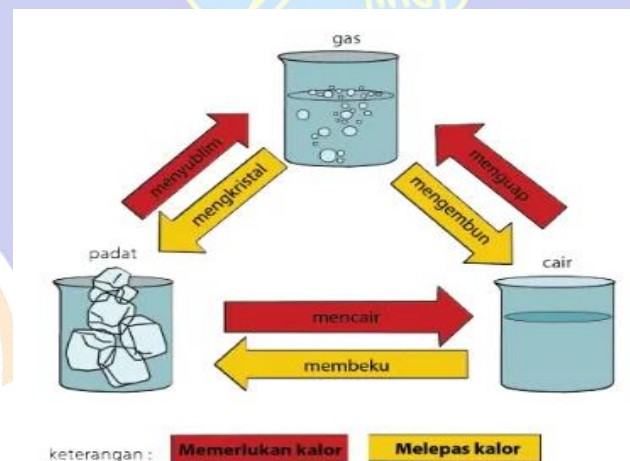 gas
menyublim
mengkristal
menguap
mengembun
padat
cair
mencair
membeku
keterangan :
Memerlukan kalor
Melepas kalor